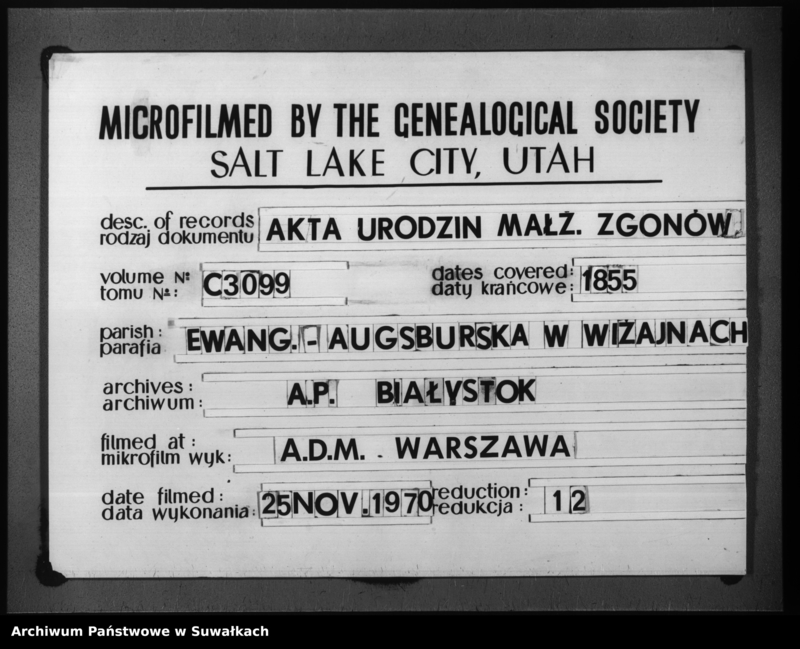 MICROFILMED BY THE GENEALOGICAL SOCIETY
SALT LAKE CITY, UTAH
desc. of records
rodzaj dokumentu
AKTA URODZIN MAŁŻ. ZGONÓW.
volume №
tomu №:
C3099
dates covered:
daty krańcowe:
1855
parish:
parafia
EWANG.-AUGSBURSKA W WIŻAJNACH
archives:
archiwum:
A.P. BIAŁYSTOK
filmed at:
mikrofilm wyk:
A.D.M. . WARSZAWA
date filmed:
data wykonania:
25NOV.1970
reduction:
redukcja:
12
Archiwum Państwowe w Suwałkach